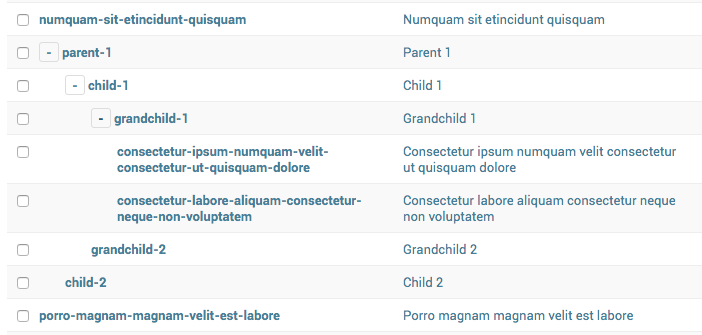 numquam-sit-etincidunt-quisquam Numquam sit etincidunt quisquam
- parent-1 Parent 1
- child-1 Child 1
- grandchild-1 Grandchild 1
consectetur-ipsum-numquam-velit- Consectetur ipsum numquam velit consectetur
consectetur-ut-quisquam-dolore ut quisquam dolore
consectetur-labore-aliquam-consectetur- Consectetur labore aliquam consectetur neque
neque-non-voluptatem non voluptatem
grandchild-2 Grandchild 2
child-2 Child 2
porro-magnam-magnam-velit-est-labore Porro magnam magnam velit est labore